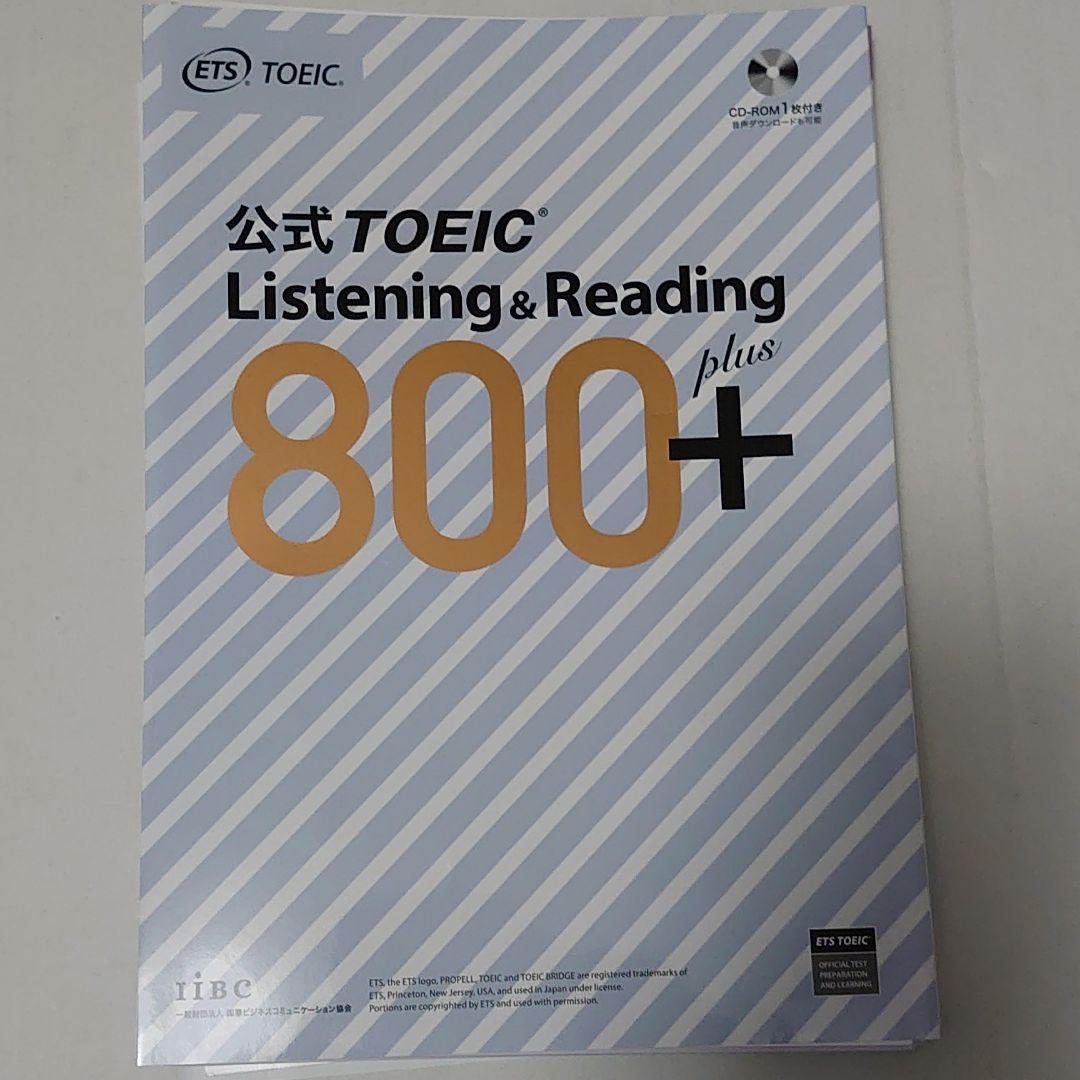 ETS® TOEIC®
CD-ROM1枚付き
音声ダウンロードも可能
公式 TOEIC®
Listening & Reading
800+
plus
ETS TOEIC®
OFFICIAL TEST
PREPARATION
AND LEARNING
IIBC
一般財団法人 国際ビジネスコミュニケーション協会
ETS, the ETS logo, PROPELL, TOEIC and TOEIC BRIDGE are registered trademarks of
ETS, Princeton, New Jersey, USA, and used in Japan under license.
Portions are copyrighted by ETS and used with permission.